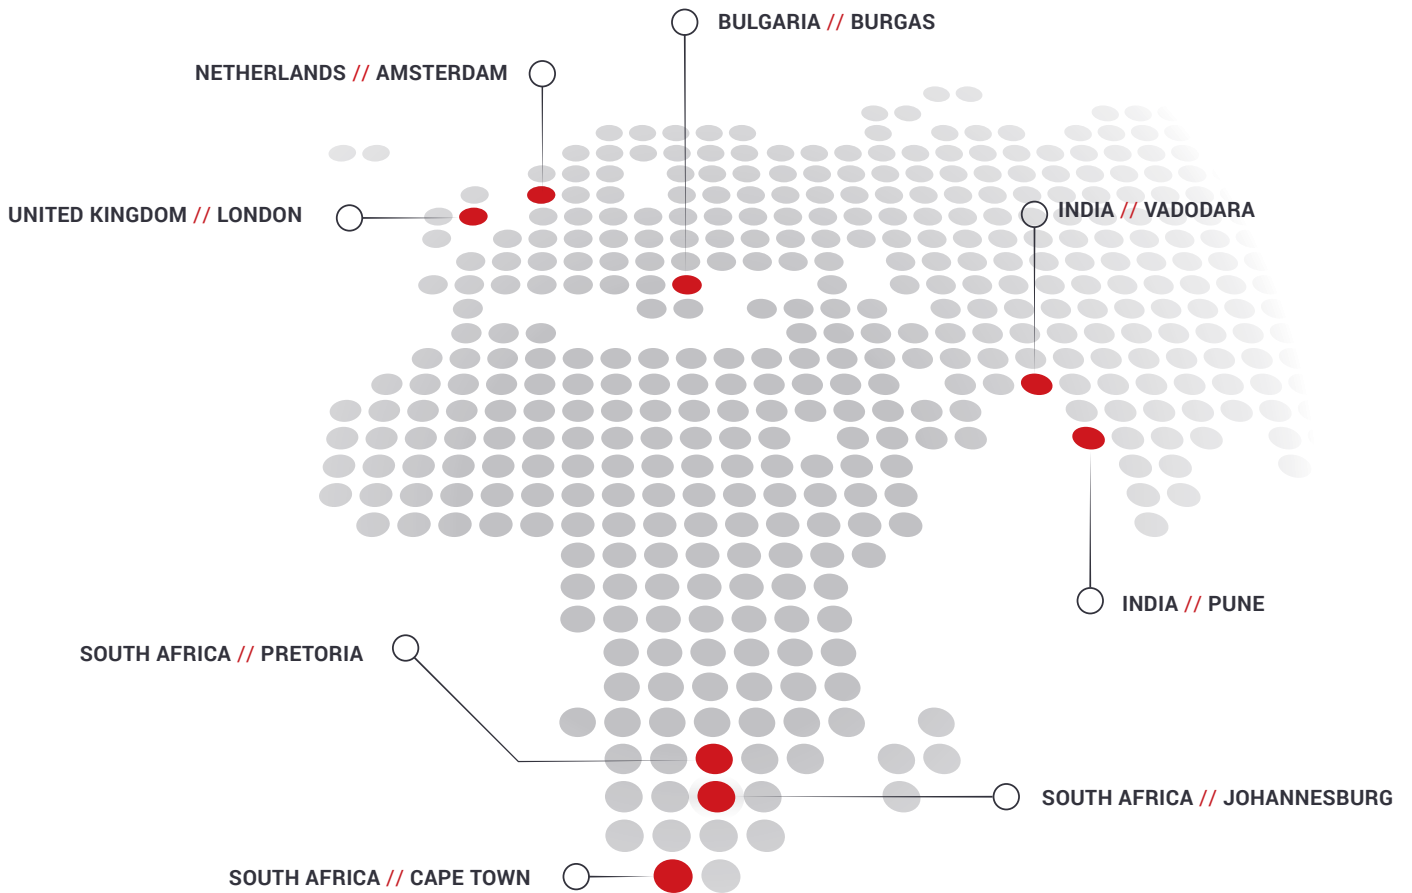 BULGARIA // BURGAS
NETHERLANDS // AMSTERDAM
UNITED KINGDOM // LONDON
INDIA // VADODARA
INDIA // PUNE
SOUTH AFRICA // PRETORIA
SOUTH AFRICA // JOHANNESBURG
SOUTH AFRICA // CAPE TOWN